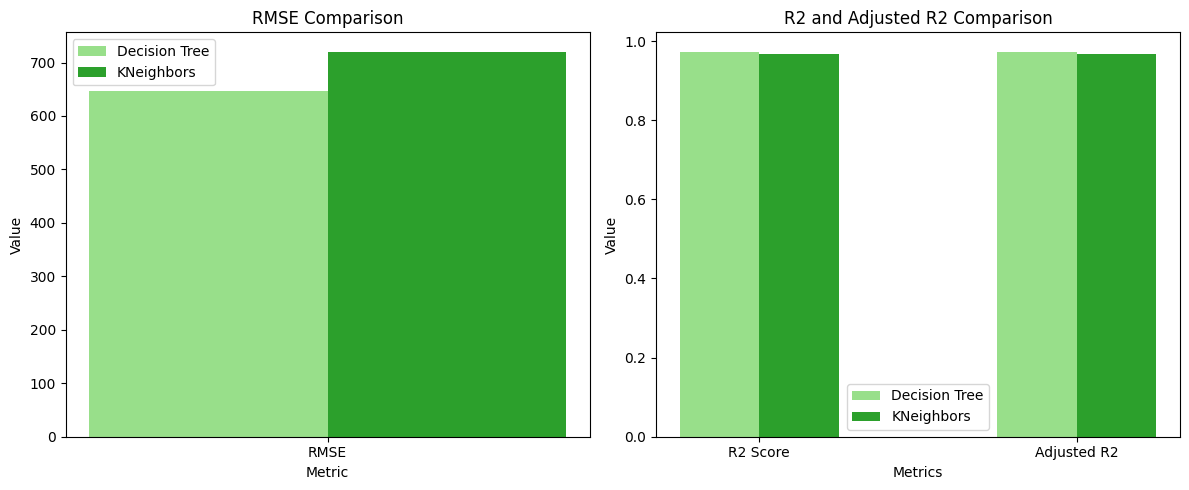 RMSE Comparison
Decision Tree
KNeighbors
Value
700
600
500
400
300
200
100
0
RMSE
Metric
R2 and Adjusted R2 Comparison
Value
1.0
0.8
0.6
0.4
0.2
0.0
Decision Tree
KNeighbors
R2 Score Adjusted R2
Metrics